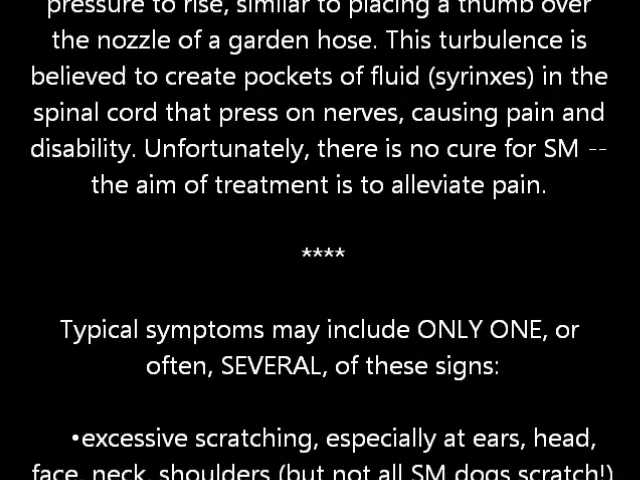 pressure to rise, similar to placing a thumb over
the nozzle of a garden hose. This turbulence is
believed to create pockets of fluid (syrinxes) in the
spinal cord that press on nerves, causing pain and
disability. Unfortunately, there is no cure for SM --
the aim of treatment is to alleviate pain.
****
Typical symptoms may include ONLY ONE, or
often, SEVERAL, of these signs:
•excessive scratching, especially at ears, head,
face, neck, shoulders (but not all SM dogs scratch!)